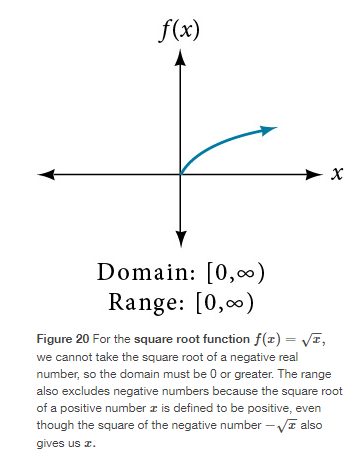 f(x)
x
Domain: [0,∞)
Range: [0,∞)
Figure 20 For the square root function f(x) = √x,
we cannot take the square root of a negative real
number, so the domain must be 0 or greater. The range
also excludes negative numbers because the square root
of a positive number x is defined to be positive, even
though the square of the negative number −√x also
gives us x.